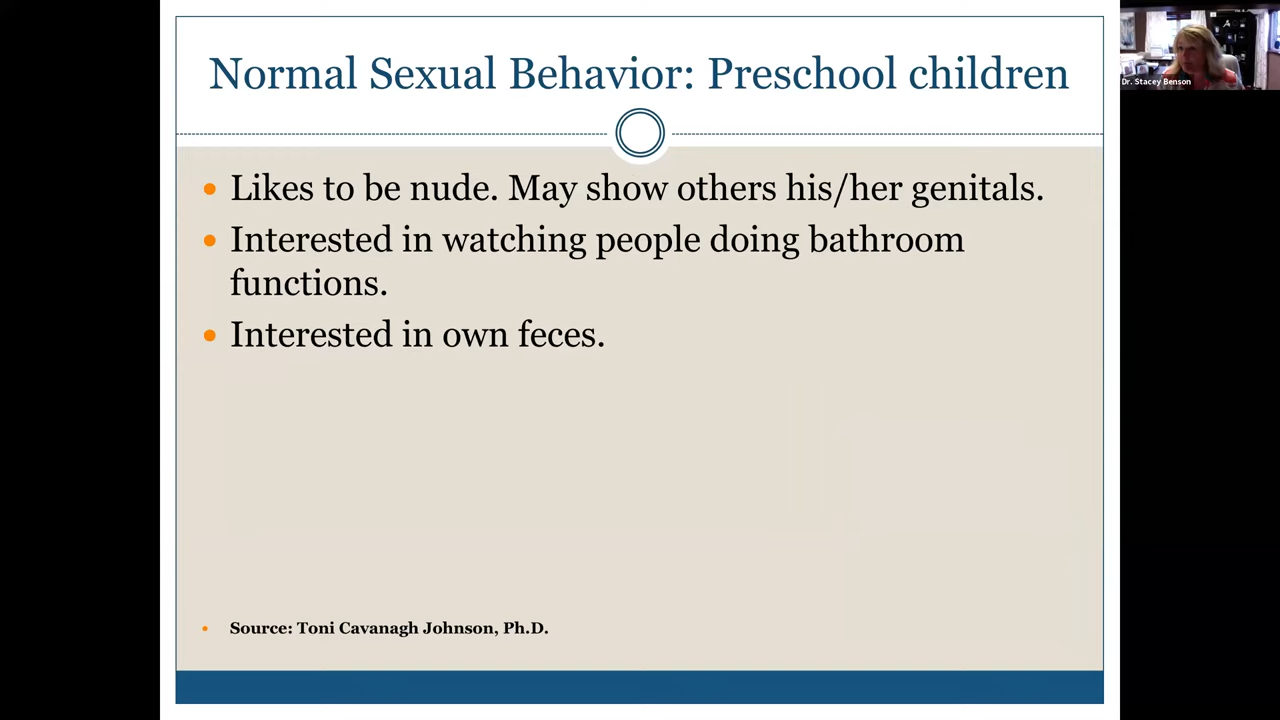 Normal Sexual Behavior: Preschool children
Dr. Stacey Benson
• Likes to be nude. May show others his/her genitals.
• Interested in watching people doing bathroom
functions.
• Interested in own feces.
• Source: Toni Cavanagh Johnson, Ph.D.